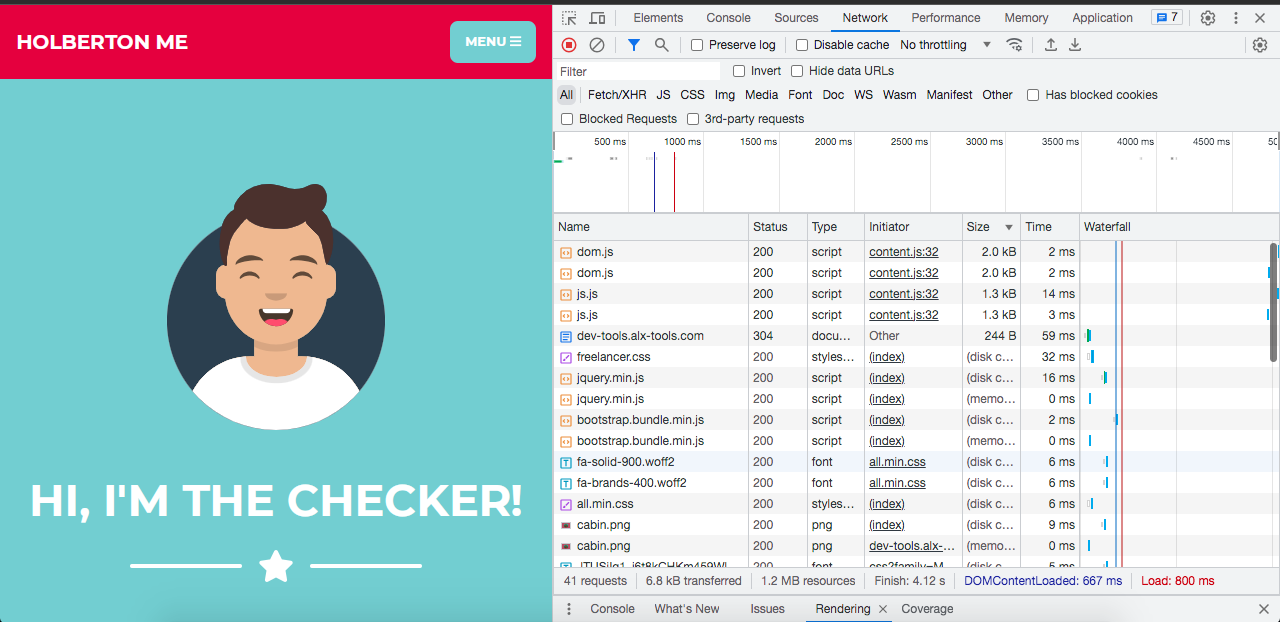 HOLBERTON ME
MENU
HI, I'M THE CHECKER!
Elements Console Sources Network Performance Memory Application 7
Preserve log Disable cache No throttling
Filter Invert Hide data URLs
All Fetch/XHR JS CSS Img Media Font Doc WS Wasm Manifest Other Has blocked cookies
Blocked Requests 3rd-party requests
500 ms 1000 ms 1500 ms 2000 ms 2500 ms 3000 ms 3500 ms 4000 ms 4500 ms
Name Status Type Initiator Size Time Waterfall
dom.js 200 script content.js:32 2.0 kB 2 ms
dom.js 200 script content.js:32 2.0 kB 2 ms
js.js 200 script content.js:32 1.3 kB 14 ms
js.js 200 script content.js:32 1.3 kB 3 ms
dev-tools.alx-tools.com 304 docu... Other 244 B 59 ms
freelancer.css 200 styles... (index) (disk c... 32 ms
jquery.min.js 200 script (index) (disk c... 16 ms
jquery.min.js 200 script (index) (memo... 0 ms
bootstrap.bundle.min.js 200 script (index) (disk c... 2 ms
bootstrap.bundle.min.js 200 script (index) (memo... 0 ms
fa-solid-900.woff2 200 font all.min.css (disk c... 6 ms
fa-brands-400.woff2 200 font all.min.css (disk c... 6 ms
all.min.css 200 styles... (index) (disk c... 6 ms
cabin.png 200 png (index) (disk c... 9 ms
cabin.png 200 png dev-tools.alx-... (memo... 0 ms
200 font css2?family=M... (disk c... 5 ms
41 requests 6.8 kB transferred 1.2 MB resources Finish: 4.12 s DOMContentLoaded: 667 ms Load: 800 ms
Console What's New Issues Rendering Coverage